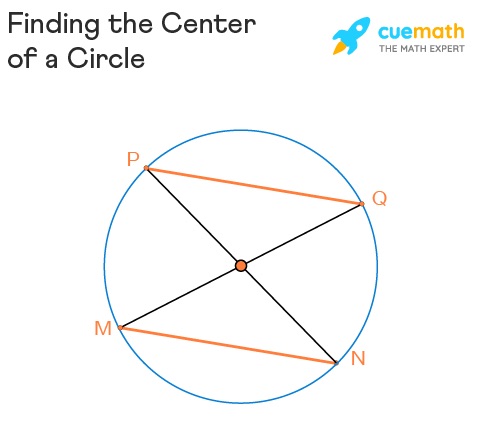 Finding the Center
of a Circle
cuemath
THE MATH EXPERT
P
Q
M
N